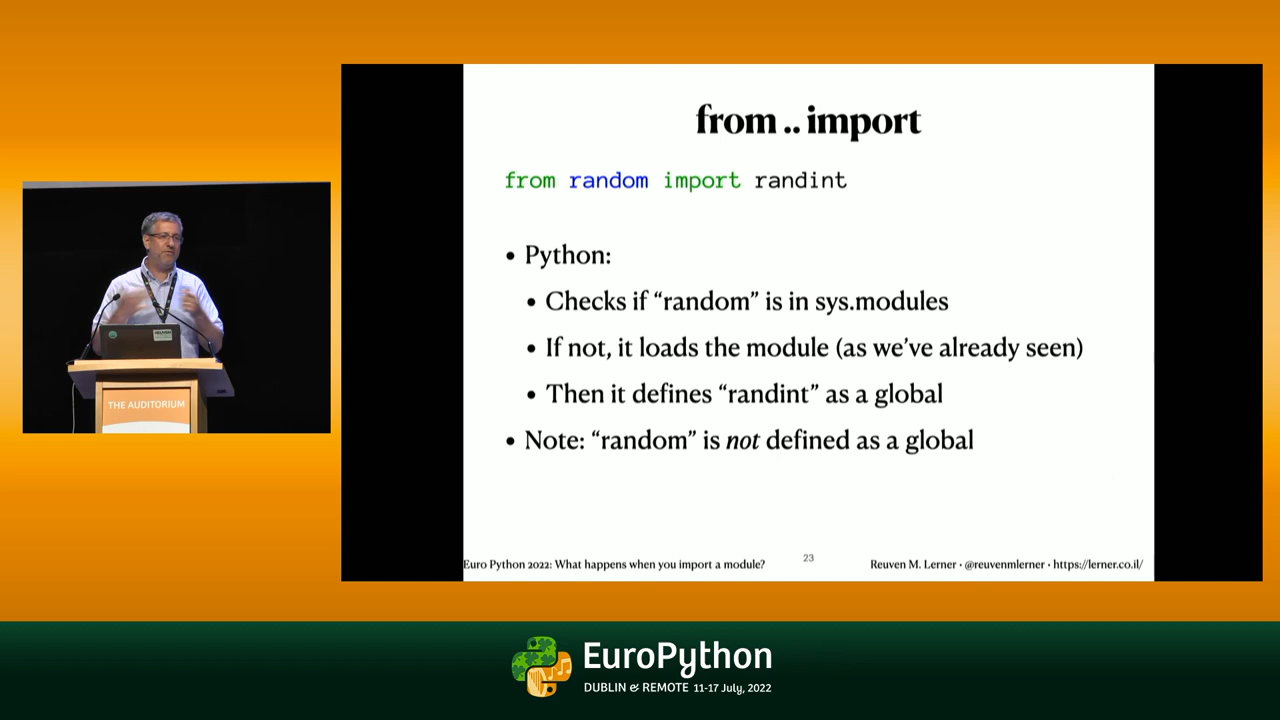 from .. import
from random import randint
• Python:
• Checks if “random” is in sys.modules
• If not, it loads the module (as we’ve already seen)
• Then it defines “randint” as a global
• Note: “random” is not defined as a global
Euro Python 2022: What happens when you import a module?
23
Reuven M. Lerner • @reuvenmlerner • https://lerner.co.il/
THE AUDITORIUM
EuroPython
DUBLIN & REMOTE 11-17 July, 2022